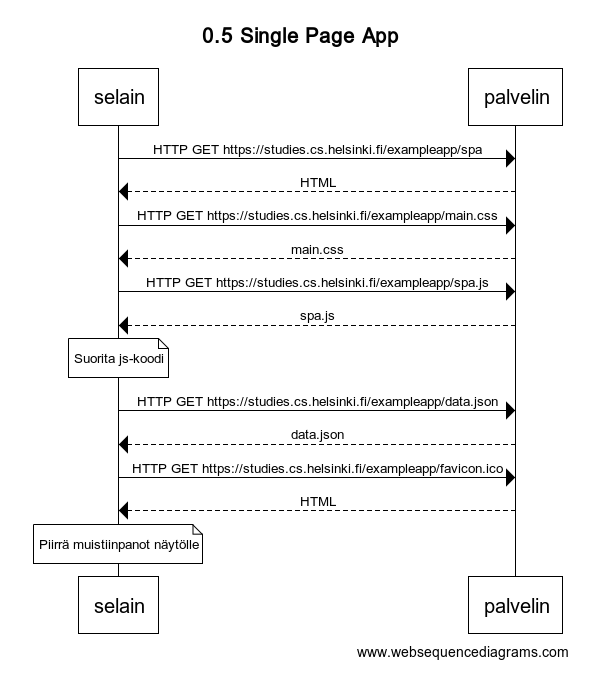 0.5 Single Page App
selain
palvelin
HTTP GET https://studies.cs.helsinki.fi/exampleapp/spa
HTML
HTTP GET https://studies.cs.helsinki.fi/exampleapp/main.css
main.css
HTTP GET https://studies.cs.helsinki.fi/exampleapp/spa.js
spa.js
Suorita js-koodi
HTTP GET https://studies.cs.helsinki.fi/exampleapp/data.json
data.json
HTTP GET https://studies.cs.helsinki.fi/exampleapp/favicon.ico
HTML
Piirrä muistiinpanot näytölle
selain
palvelin
www.websequencediagrams.com